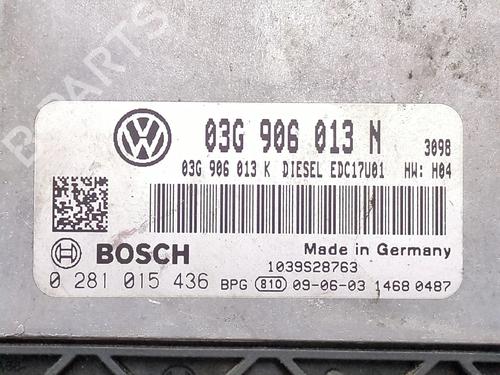 B-PARTS
03G 906 013 N 3098
03G 906 013 K DIESEL EDC17U01 HW: H04
BOSCH
Made in Germany
1039S28763
0 281 015 436 BPG 810 09-06-03 1468 0487